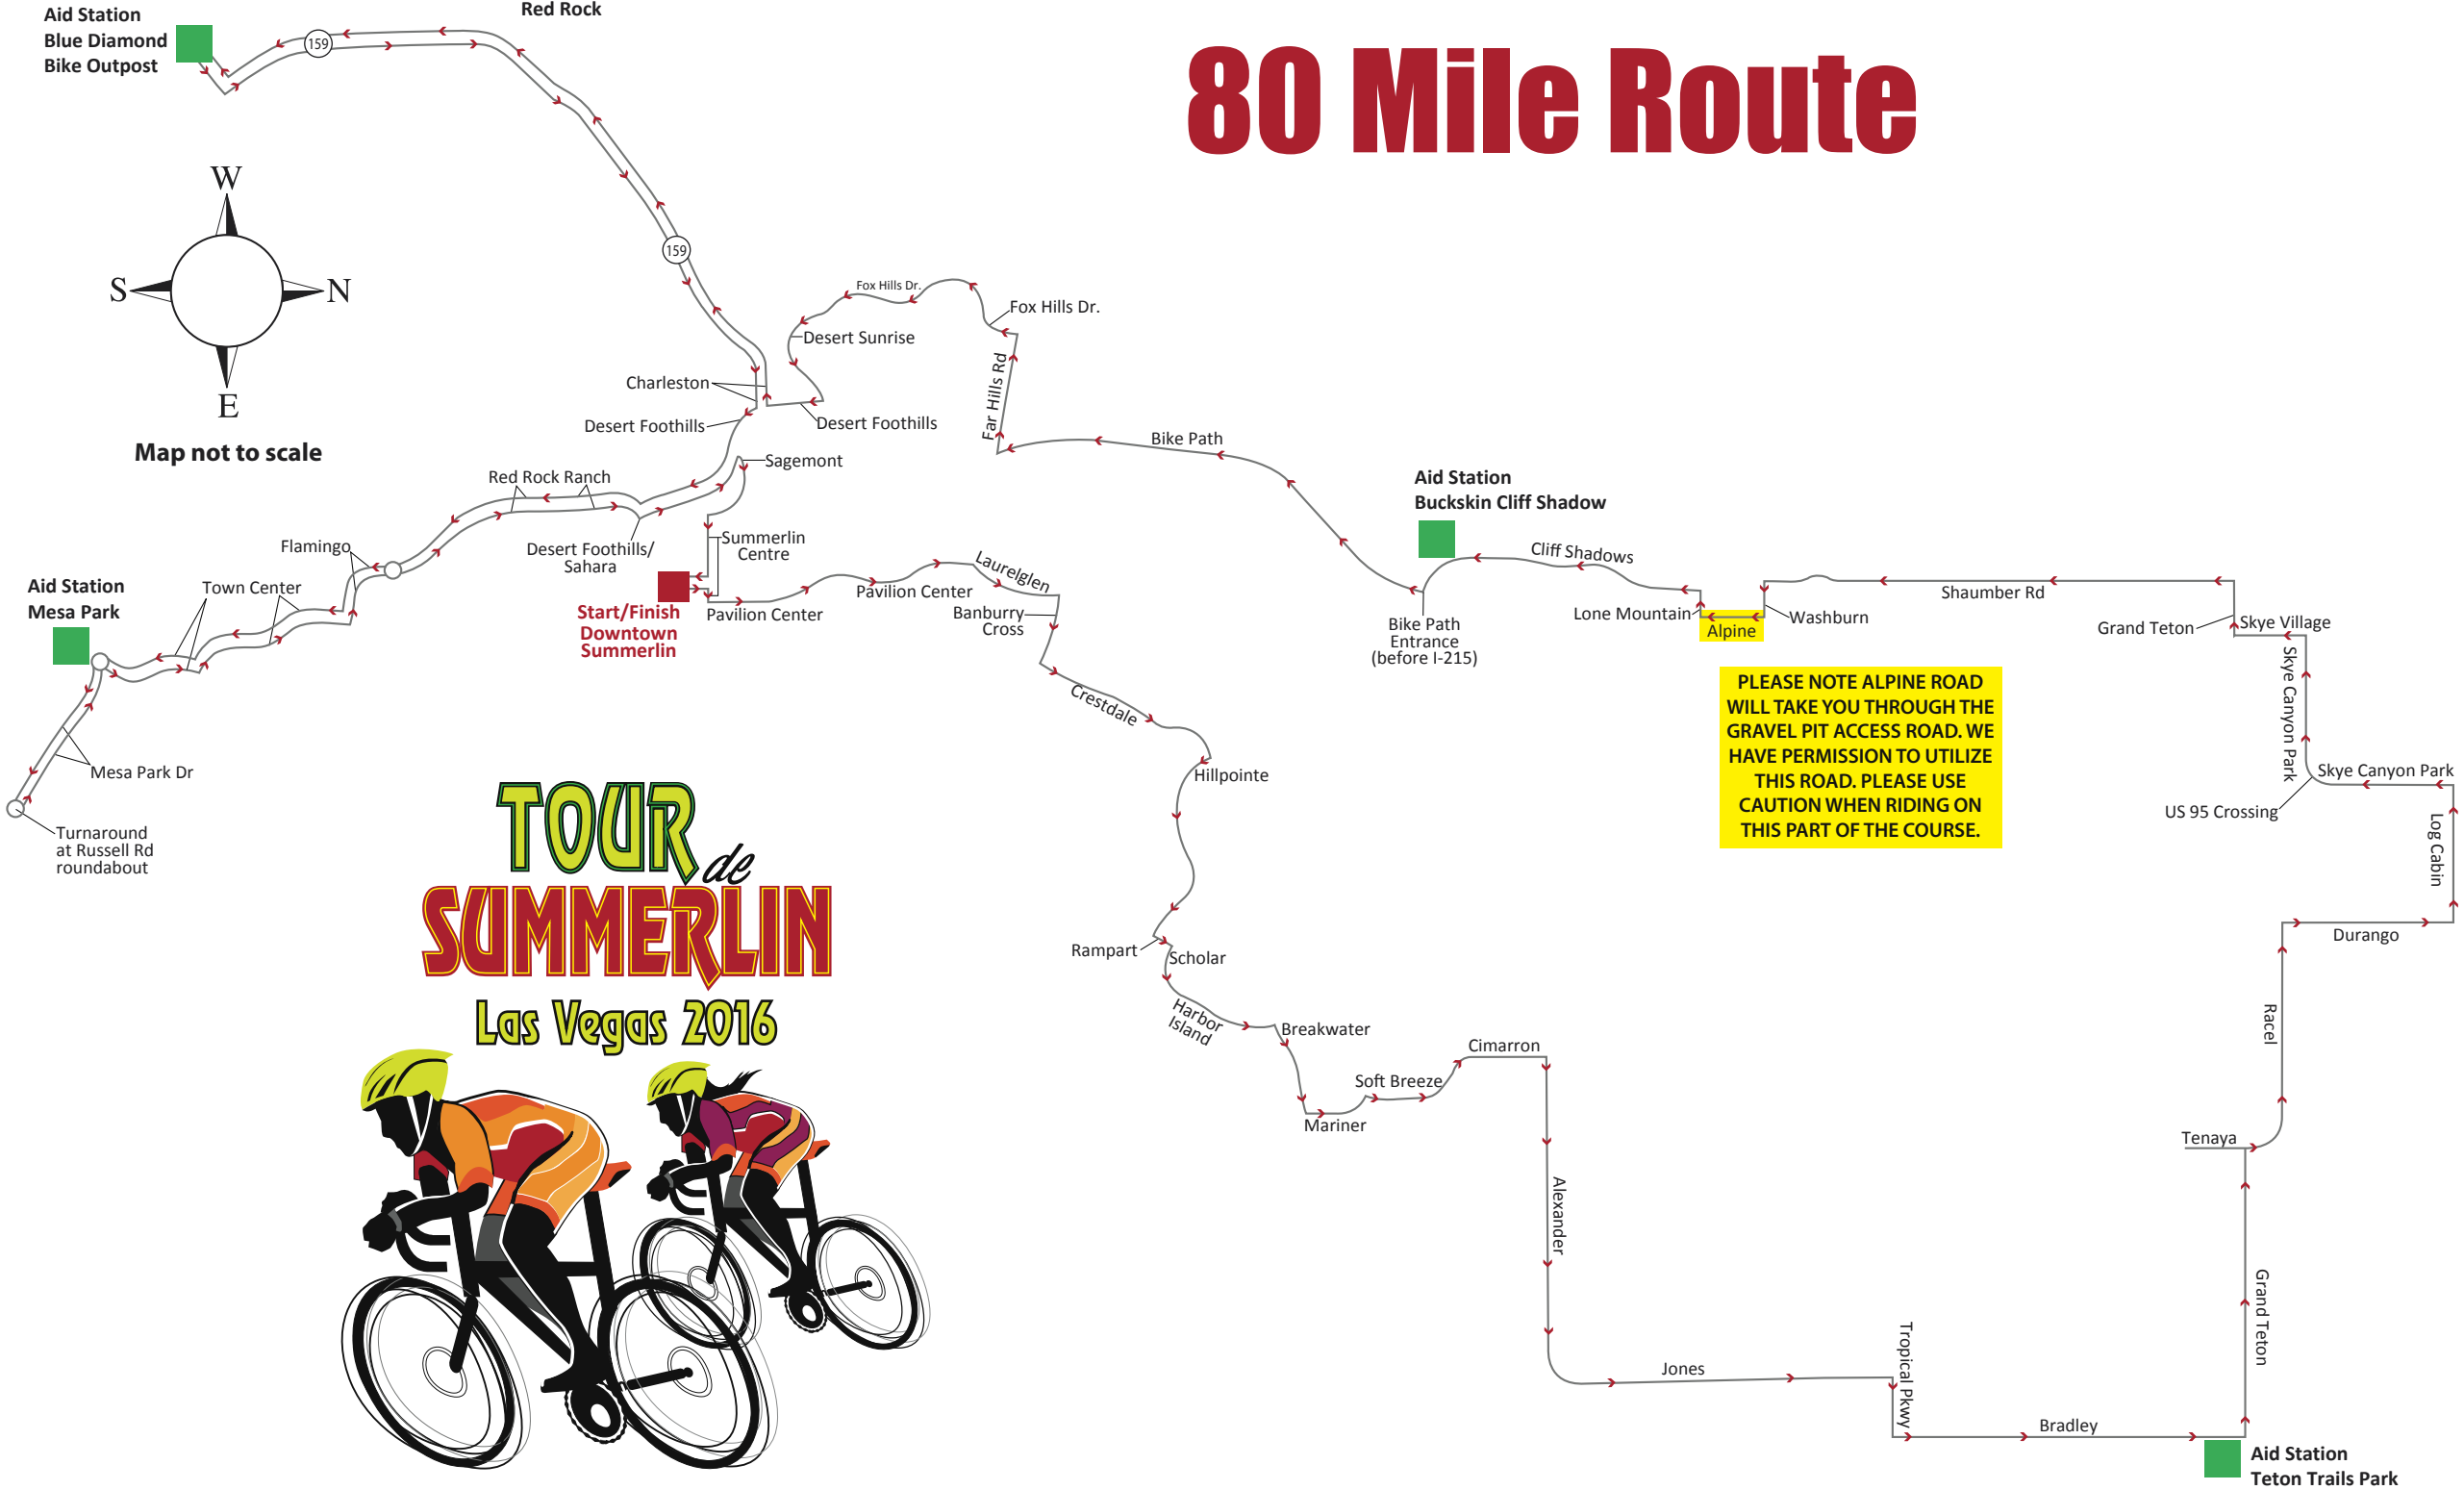 Aid Station
Blue Diamond
Bike Outpost
159
Red Rock
80 Mile Route
W
S
N
E
Map not to scale
159
Fox Hills Dr.
Fox Hills Dr.
Desert Sunrise
Far Hills Rd
Charleston
Desert Foothills
Desert Foothills
Bike Path
Sagemont
Red Rock Ranch
Aid Station
Buckskin Cliff Shadow
Flamingo
Desert Foothills/
Sahara
Summerlin
Centre
Laurelglen
Cliff Shadows
Aid Station
Mesa Park
Town Center
Start/Finish
Downtown
Summerlin
Pavilion Center
Pavilion Center
Banburry
Cross
Bike Path
Entrance
(before I-215)
Lone Mountain
Alpine
Washburn
Shaumber Rd
Grand Teton
Skye Village
Skye Canyon Park
Crestdale
PLEASE NOTE ALPINE ROAD
WILL TAKE YOU THROUGH THE
GRAVEL PIT ACCESS ROAD. WE
HAVE PERMISSION TO UTILIZE
THIS ROAD. PLEASE USE
CAUTION WHEN RIDING ON
THIS PART OF THE COURSE.
Mesa Park Dr
Hillpointe
Skye Canyon Park
US 95 Crossing
Turnaround
at Russell Rd
roundabout
Log Cabin
TOUR de
SUMMERLIN
Las Vegas 2016
Rampart
Scholar
Durango
Harbor
Island
Breakwater
Racel
Cimarron
Soft Breeze
Mariner
Tenaya
Alexander
Grand Teton
Jones
Tropical Pkwy
Bradley
Aid Station
Teton Trails Park